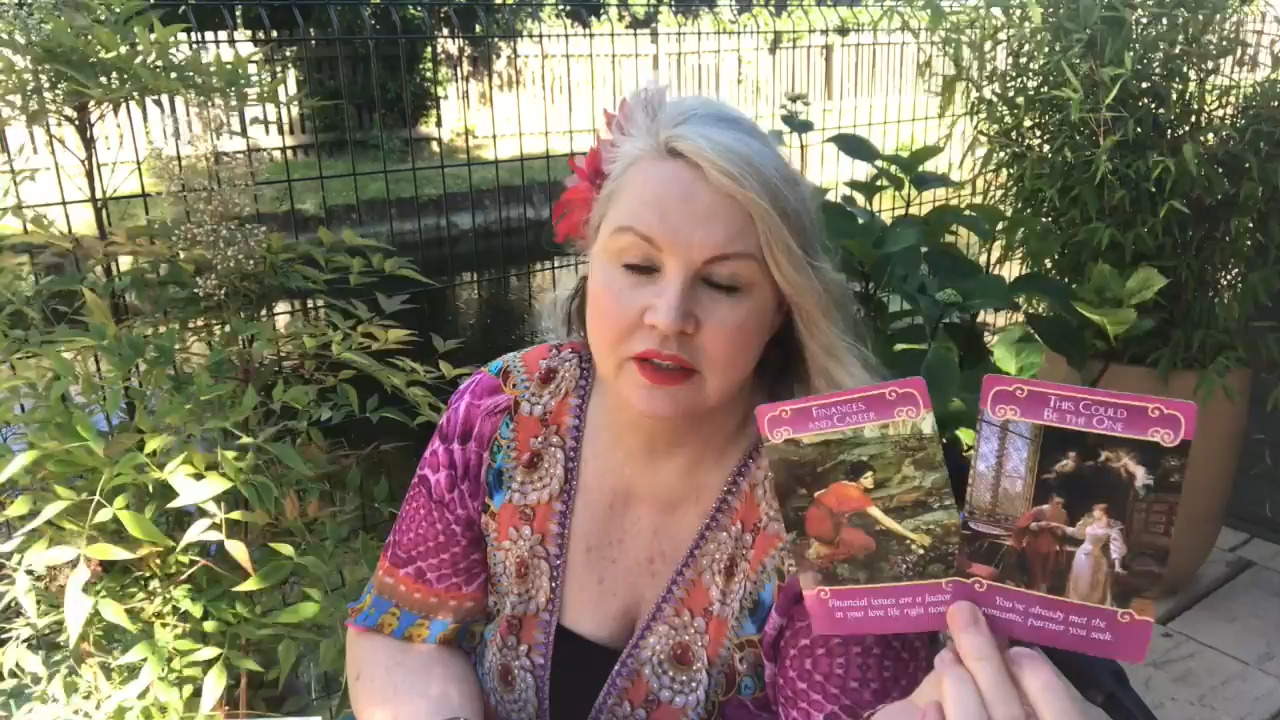 FINANCES
AND CAREER
Financial issues are a factor
in your love life right now.
THIS COULD
BE THE ONE
You've already met the
romantic partner you seek.